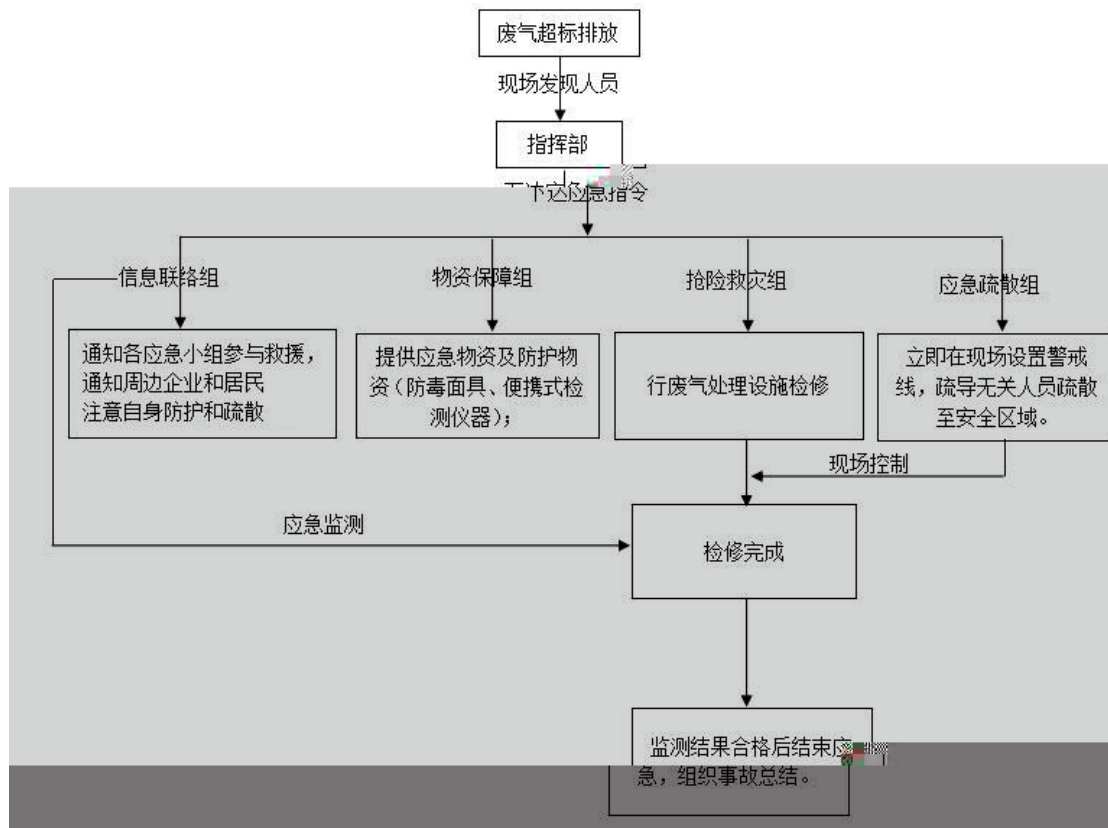 废气超标排放
现场发现人员
指挥部
应急指令
信息联络组
物资保障组
抢险救灾组
应急疏散组
通知各应急小组参与救援，
通知周边企业和居民
注意自身防护和疏散
提供应急物资及防护物
资（防毒面具、便携式检
测仪器）；
行废气处理设施检修
立即在现场设置警戒
线，疏导无关人员疏散
至安全区域。
现场控制
应急监测
检修完成
监测结果合格后结束应
急，组织事故总结。